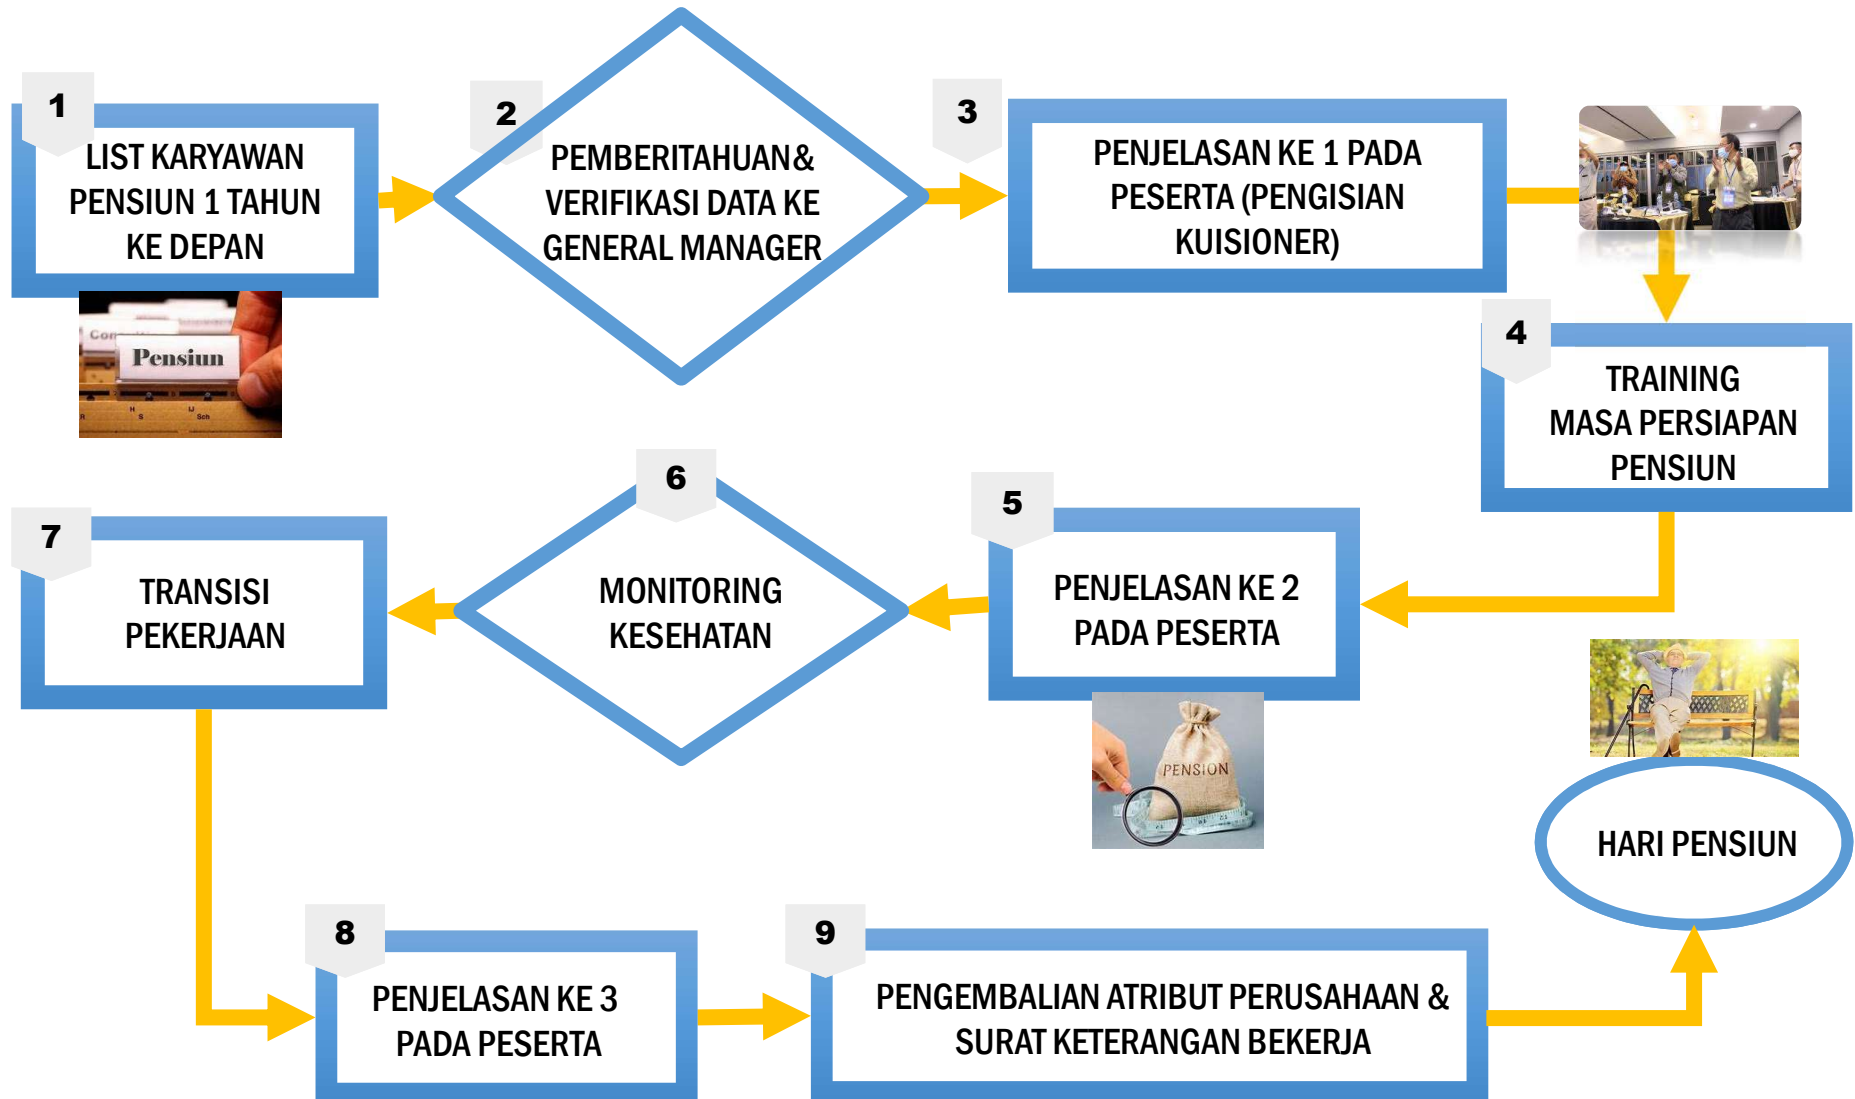 1
LIST KARYAWAN
PENSIUN 1 TAHUN
KE DEPAN
Pensiun
H
S
IJ
Sch
R
2
PEMBERITAHUAN&
VERIFIKASI DATA KE
GENERAL MANAGER
3
PENJELASAN KE 1 PADA
PESERTA (PENGISIAN
KUISIONER)
4
TRAINING
MASA PERSIAPAN
PENSIUN
5
PENJELASAN KE 2
PADA PESERTA
PENSION
6
MONITORING
KESEHATAN
7
TRANSISI
PEKERJAAN
8
PENJELASAN KE 3
PADA PESERTA
9
PENGEMBALIAN ATRIBUT PERUSAHAAN &
SURAT KETERANGAN BEKERJA
HARI PENSIUN